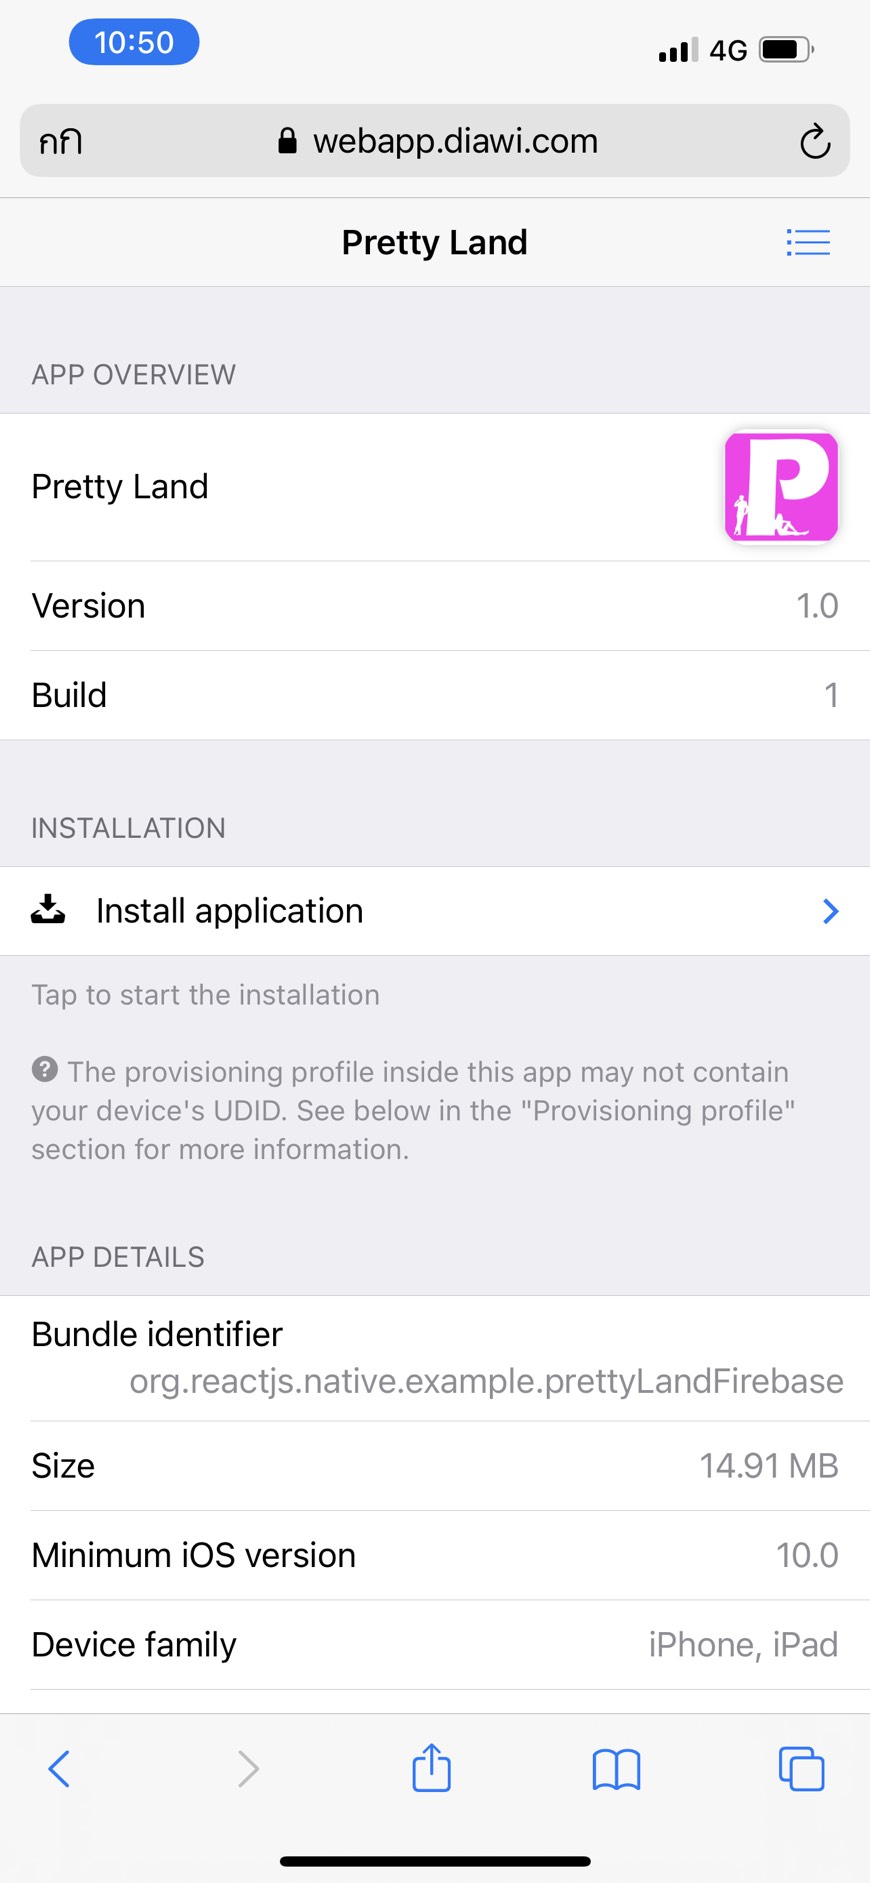 10:50
4G
กกิ webapp.diawi.com
Pretty Land
APP OVERVIEW
Pretty Land
P
Version 1.0
Build 1
INSTALLATION
Install application
Tap to start the installation
? The provisioning profile inside this app may not contain
your device's UDID. See below in the "Provisioning profile"
section for more information.
APP DETAILS
Bundle identifier
org.reactjs.native.example.prettyLandFirebase
Size 14.91 MB
Minimum iOS version 10.0
Device family iPhone, iPad